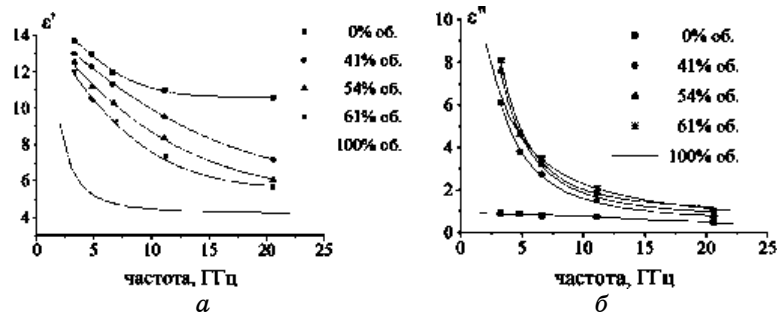 ε'
14
12
10
8
6
4
0 5 10 15 20 25
частота, ГГц
0% об.
41% об.
54% об.
61% об.
100% об.
а
ε''
10
8
6
4
2
0
0 5 10 15 20 25
частота, ГГц
0% об.
41% об.
54% об.
61% об.
100% об.
б